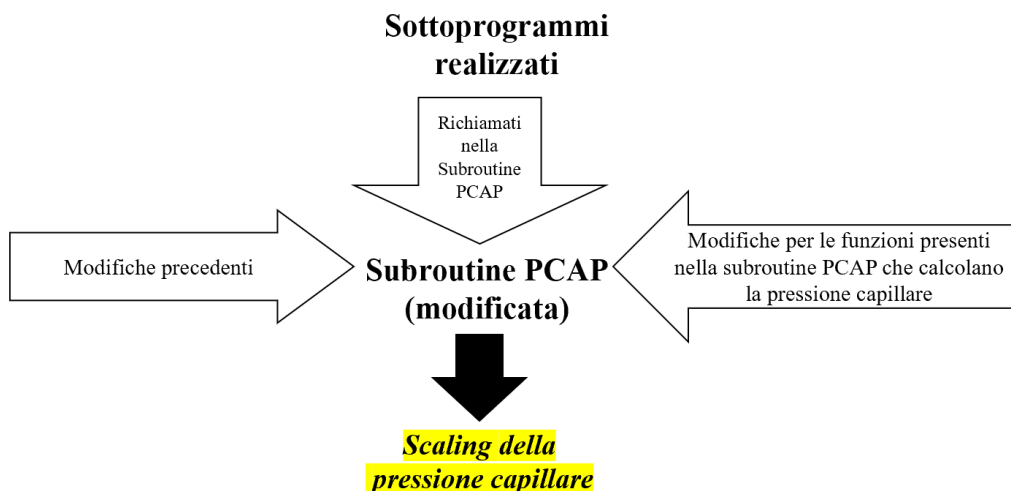 Sottoprogrammi
realizzati
Richiamati
nella
Subroutine
PCAP
Modifiche precedenti
Subroutine PCAP
(modificata)
Modifiche per le funzioni presenti
nella subroutine PCAP che calcolano
la pressione capillare
Scaling della
pressione capillare